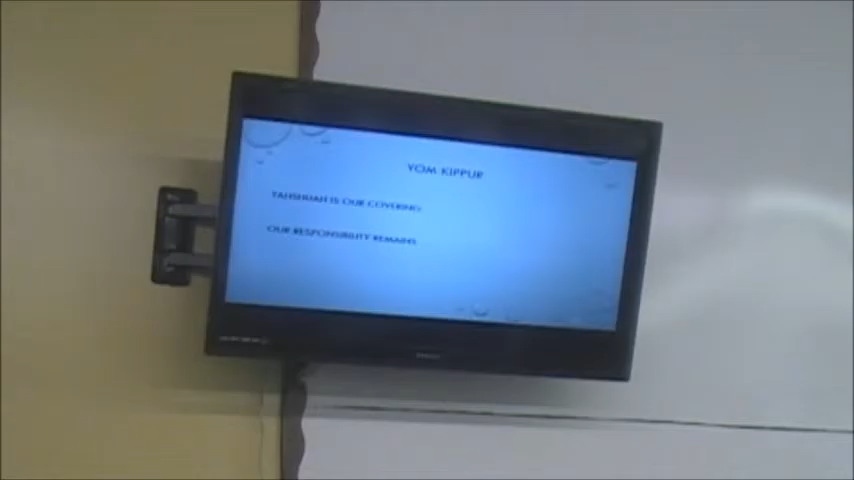 YOM KIPPUR
YAHSHUAH IS OUR COVERING
OUR RESPONSIBILITY REMAINS